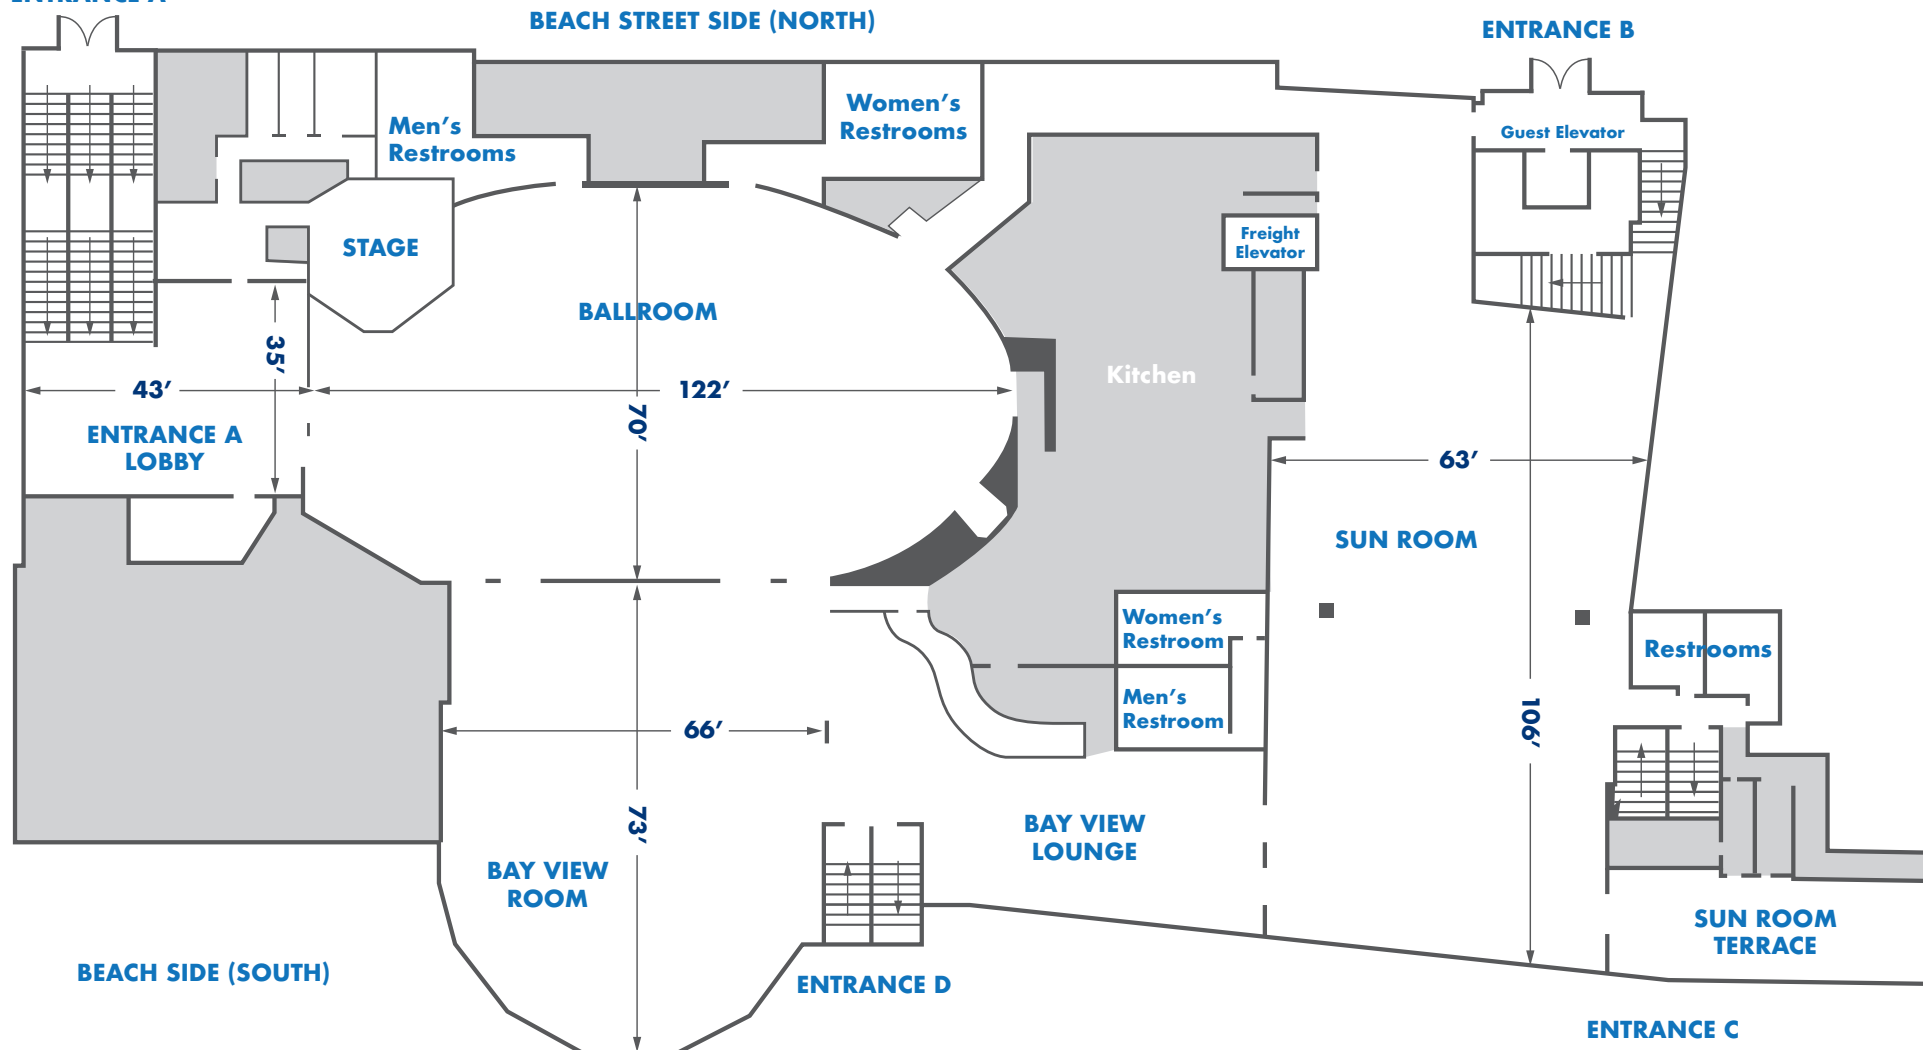 ENTRANCE A
BEACH STREET SIDE (NORTH)
ENTRANCE B
Women's
Restrooms
Men's
Restrooms
Guest Elevator
STAGE
Freight
Elevator
BALLROOM
35'
43'
122'
70'
Kitchen
ENTRANCE A
LOBBY
63'
SUN ROOM
Women's
Restroom
Restrooms
Men's
Restroom
66'
106'
73'
BAY VIEW
LOUNGE
BAY VIEW
ROOM
SUN ROOM
TERRACE
BEACH SIDE (SOUTH)
ENTRANCE D
ENTRANCE C